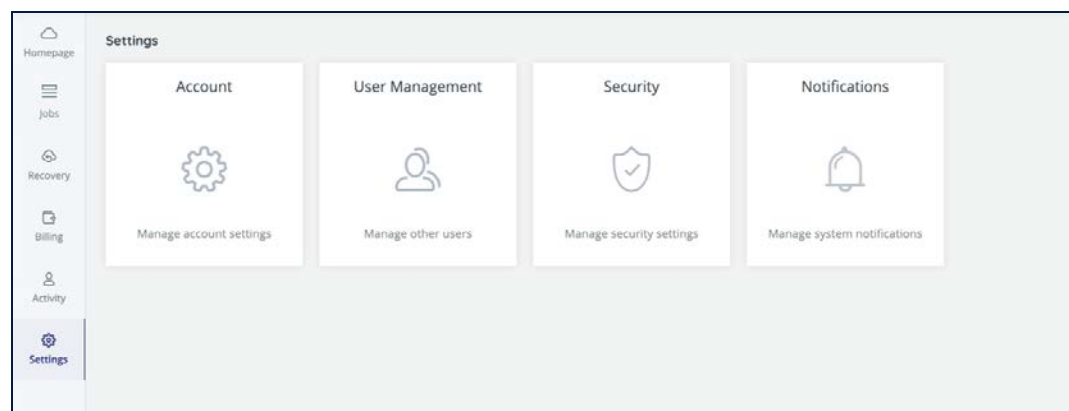 Homepage
Jobs
Recovery
Billing
Activity
Settings
Settings
Account
Manage account settings
User Management
Manage other users
Security
Manage security settings
Notifications
Manage system notifications